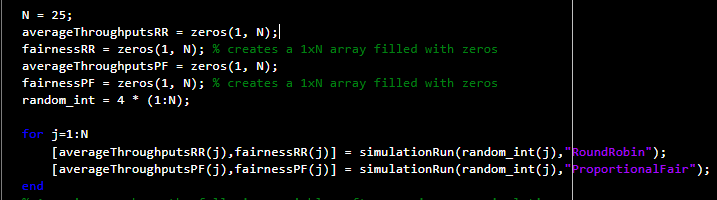 N = 25;
averageThroughputsRR = zeros(1, N);
fairnessRR = zeros(1, N); % creates a 1xN array filled with zeros
averageThroughputsPF = zeros(1, N);
fairnessPF = zeros(1, N); % creates a 1xN array filled with zeros
random_int = 4 * (1:N);
for j=1:N
[averageThroughputsRR(j),fairnessRR(j)] = simulationRun(random_int(j),"RoundRobin");
[averageThroughputsPF(j),fairnessPF(j)] = simulationRun(random_int(j),"ProportionalFair");
end